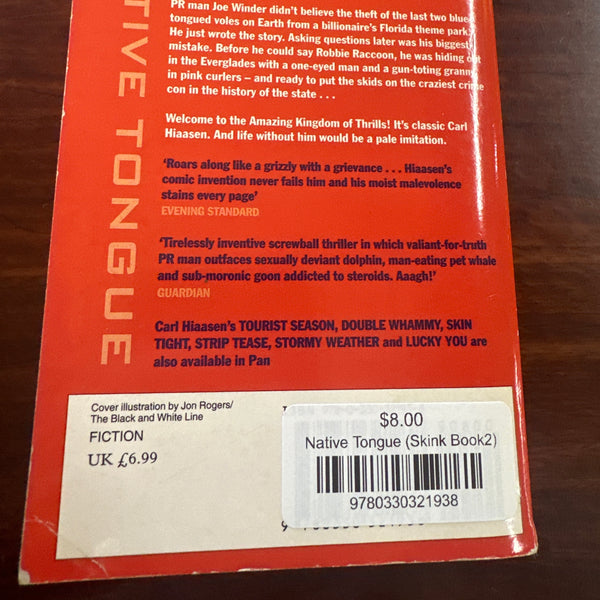 TIVE TONGUE
PR man Joe Winder didn't believe the theft of the last two blue-
tongued voles on Earth from a billionaire's Florida theme park.
He just wrote the story. Asking questions later was his biggest
mistake. Before he could say Robbie Raccoon, he was hiding out
in the Everglades with a one-eyed man and a gun-toting granny
in pink curlers – and ready to put the skids on the craziest crime
con in the history of the state . . .
Welcome to the Amazing Kingdom of Thrills! It's classic Carl
Hiaasen. And life without him would be a pale imitation.
'Roars along like a grizzly with a grievance . . . Hiaasen's
comic invention never fails him and his moist malevolence
stains every page'
EVENING STANDARD
'Tirelessly inventive screwball thriller in which valiant-for-truth
PR man outfaces sexually deviant dolphin, man-eating pet whale
and sub-moronic goon addicted to steroids. Aaagh!'
GUARDIAN
Carl Hiaasen's TOURIST SEASON, DOUBLE WHAMMY, SKIN
TIGHT, STRIP TEASE, STORMY WEATHER and LUCKY YOU are
also available in Pan
Cover illustration by Jon Rogers/
The Black and White Line
FICTION
UK £6.99
$8.00
Native Tongue (Skink Book2)
9780330321938